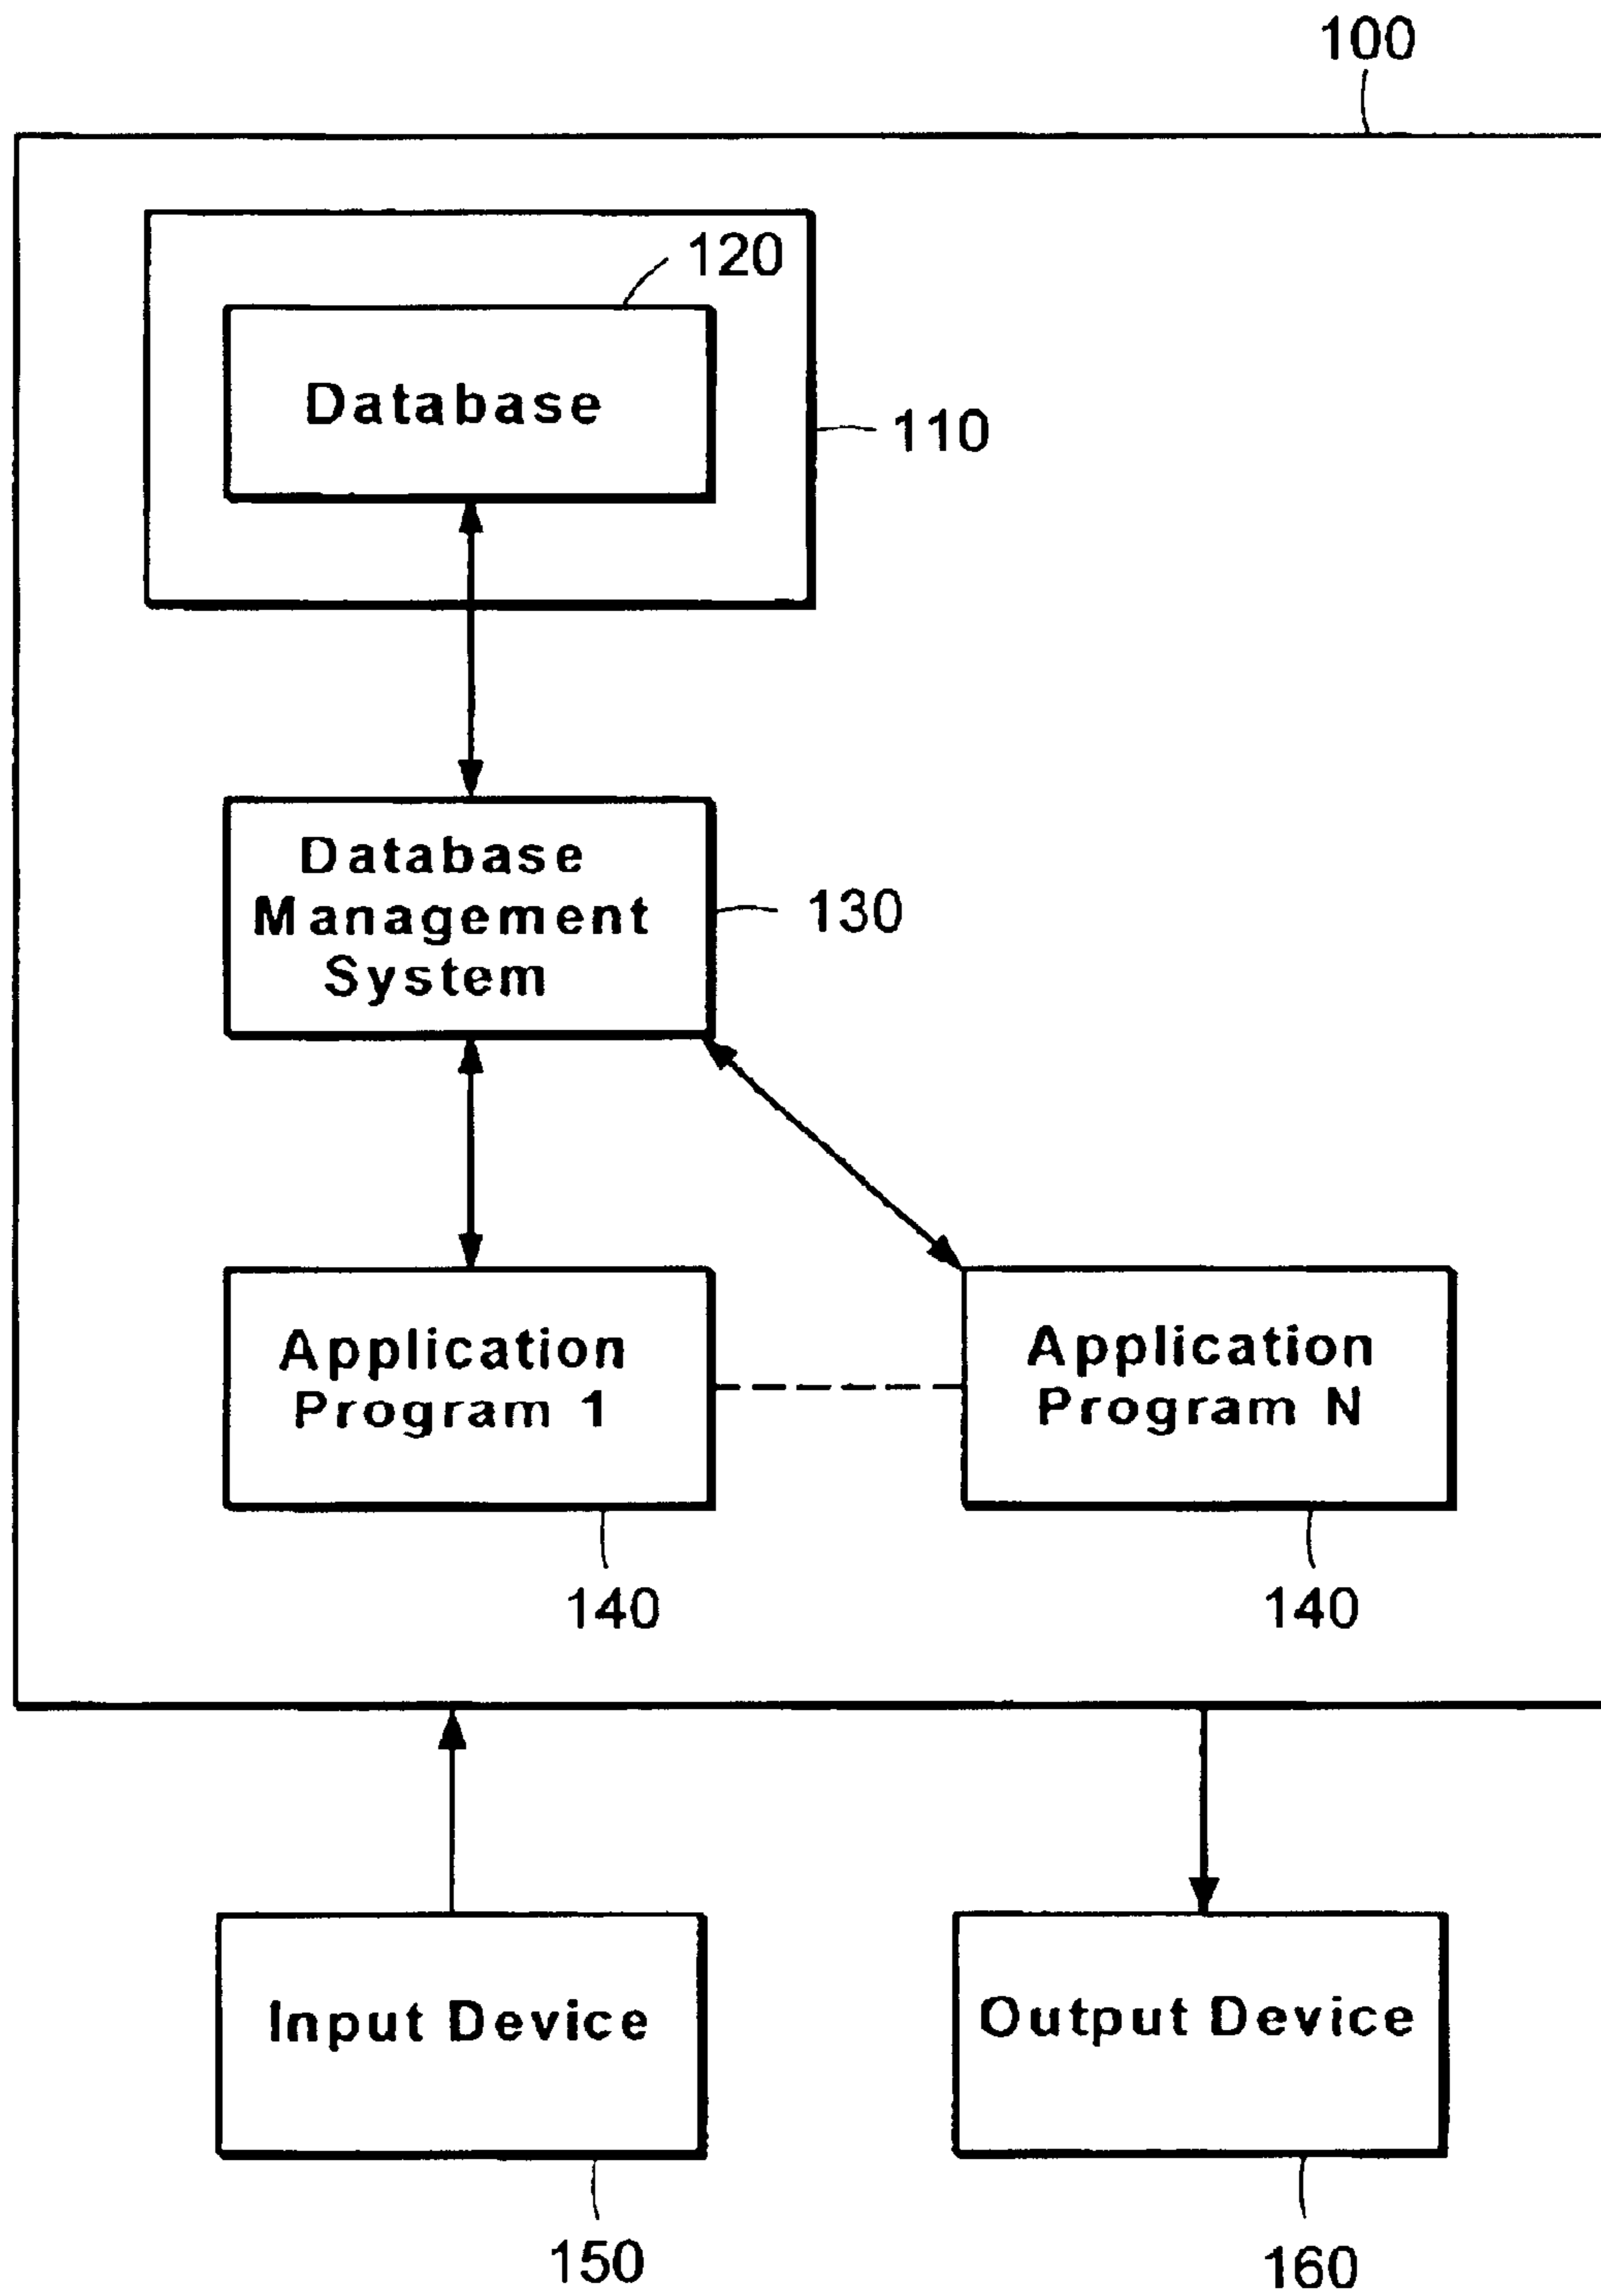 100
120
Database
110
Database
Management
System
130
Application
Program 1
Application
Program N
140
140
Input Device
Output Device
150
160